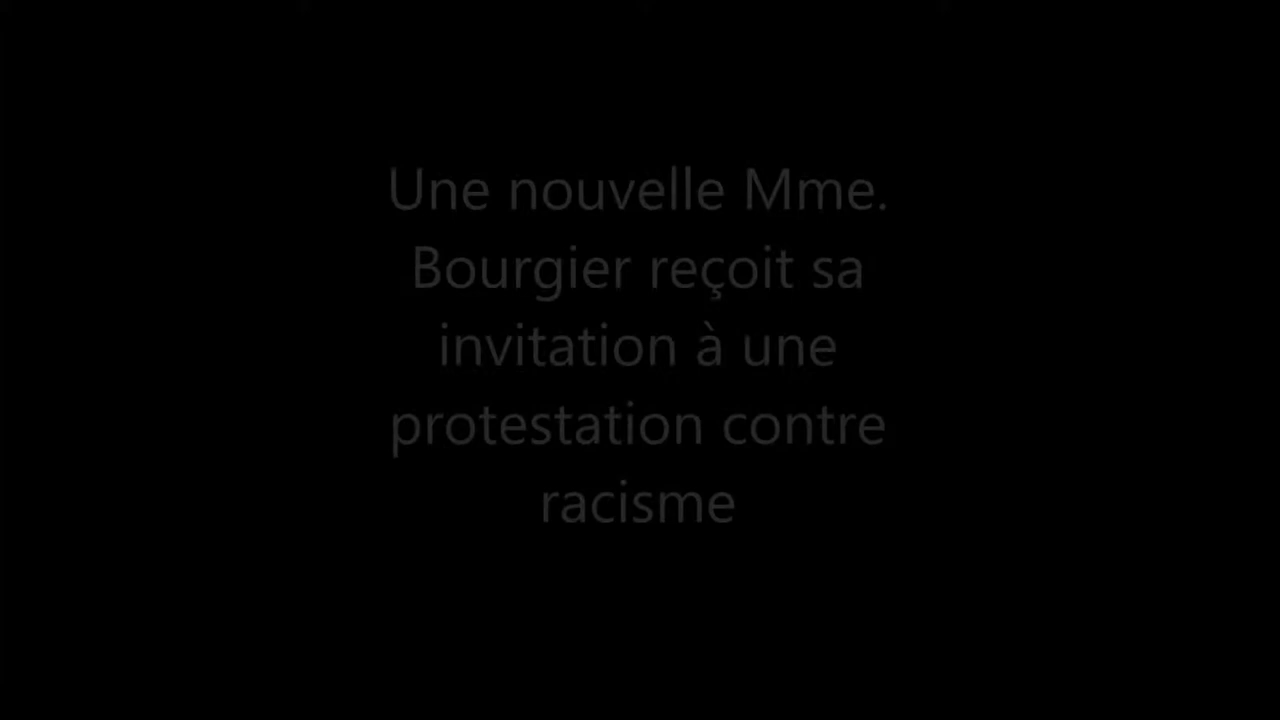 Une nouvelle Mme.
Bourgier reçoit sa
invitation à une
protestation contre
racisme